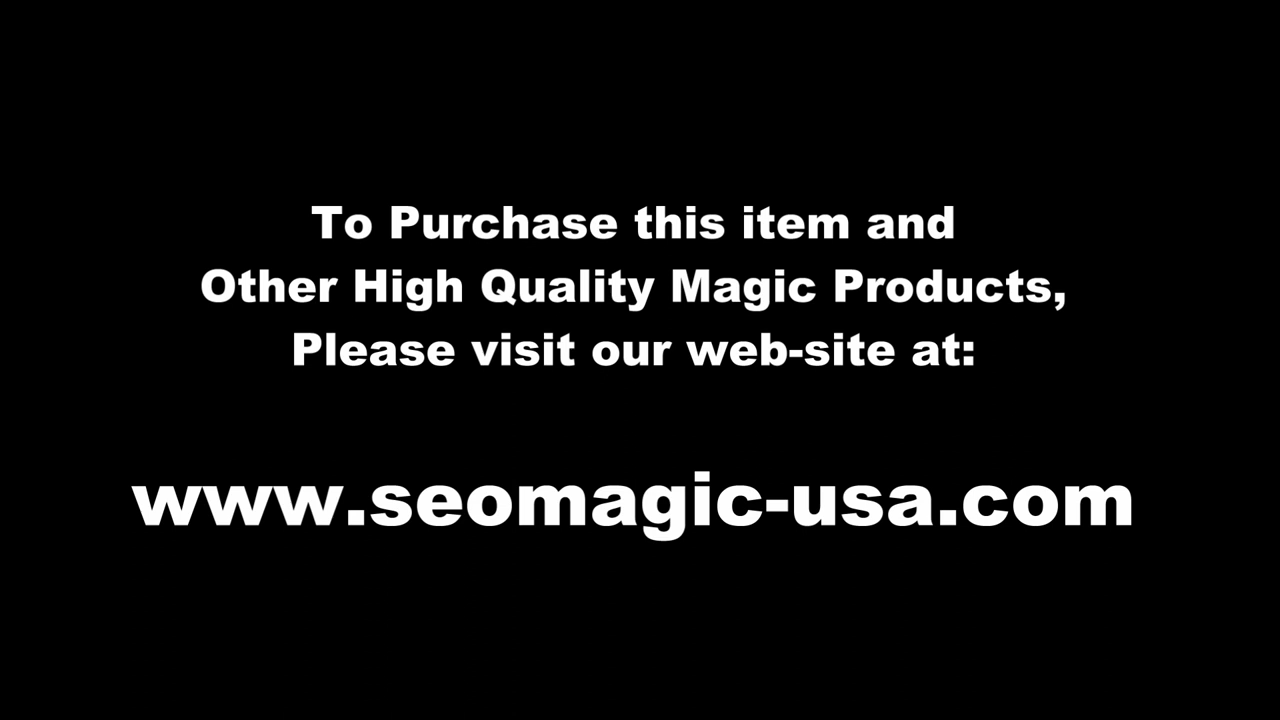 To Purchase this item and
Other High Quality Magic Products,
Please visit our web-site at:
www.seomagic-usa.com